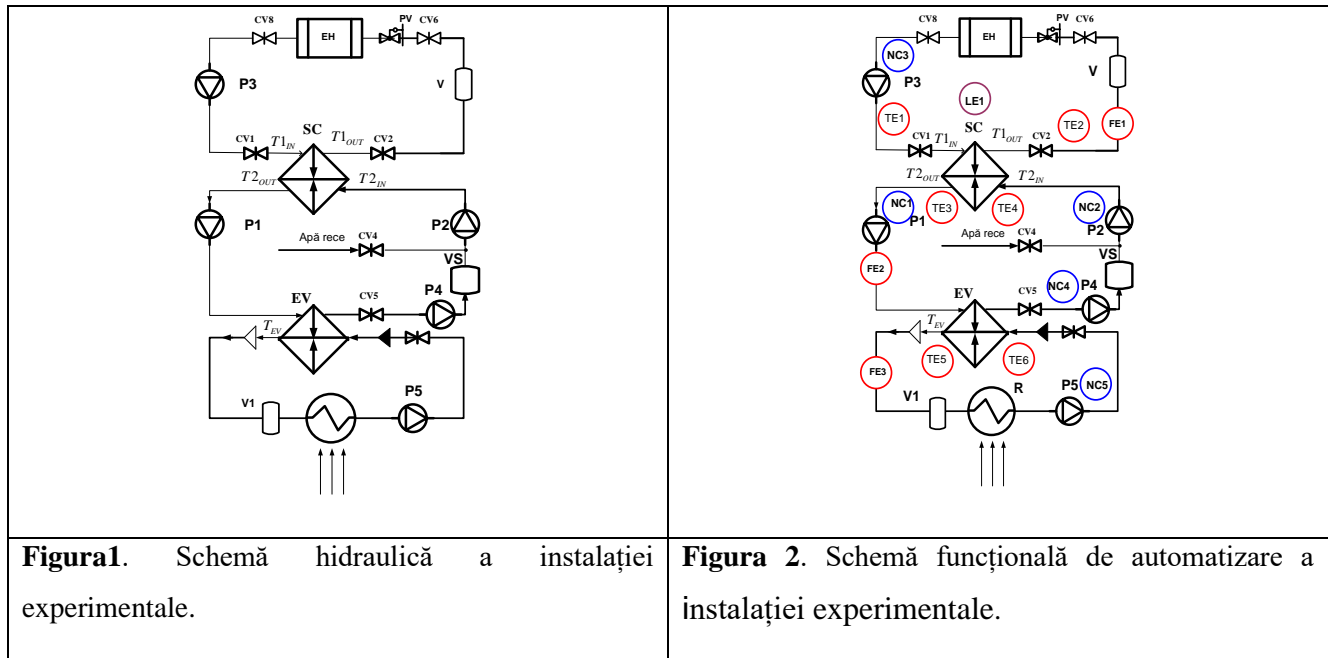 CV8
EH
PV
CV6
P3
V
SC
CV1
T1IN
T1OUT
CV2
T2OUT
T2IN
P1
P2
Apă rece
CV4
VS
EV
CV5
P4
TEV
V1
P5
Figura1. Schemă hidraulică a instalației
experimentale.
CV8
EH
PV
CV6
NC3
P3
V
LE1
TE1
SC
TE2
FE1
CV1
T1IN
T1OUT
CV2
T2OUT
T2IN
NC1
TE3
TE4
NC2
P1
P2
Apă rece
CV4
VS
FE2
EV
CV5
NC4
P4
TEV
TE5
TE6
FE3
V1
R
P5
NC5
Figura 2. Schemă funcțională de automatizare a
instalației experimentale.